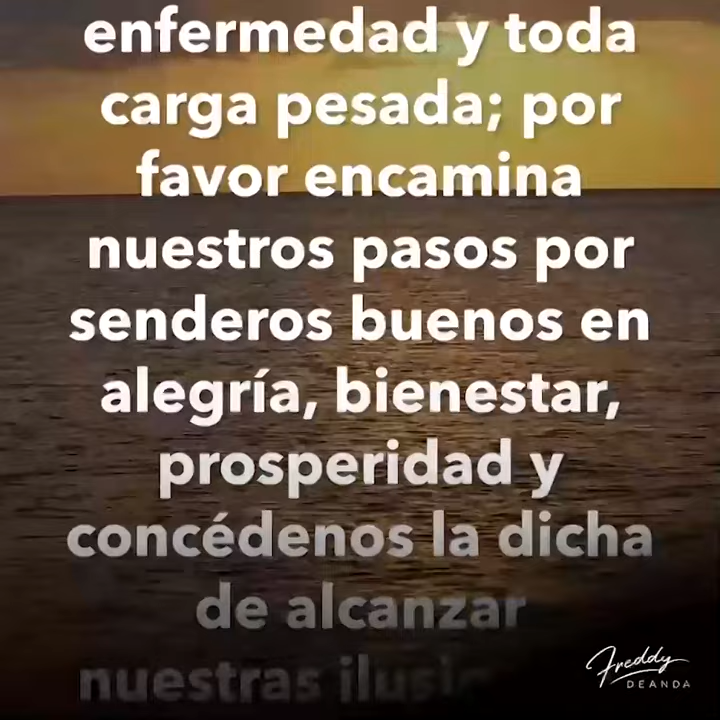 enfermedad y toda
carga pesada; por
favor encamina
nuestros pasos por
senderos buenos en
alegría, bienestar,
prosperidad y
concédenos la dicha
de alcanzar
nuestras
Freddy
DEANDA